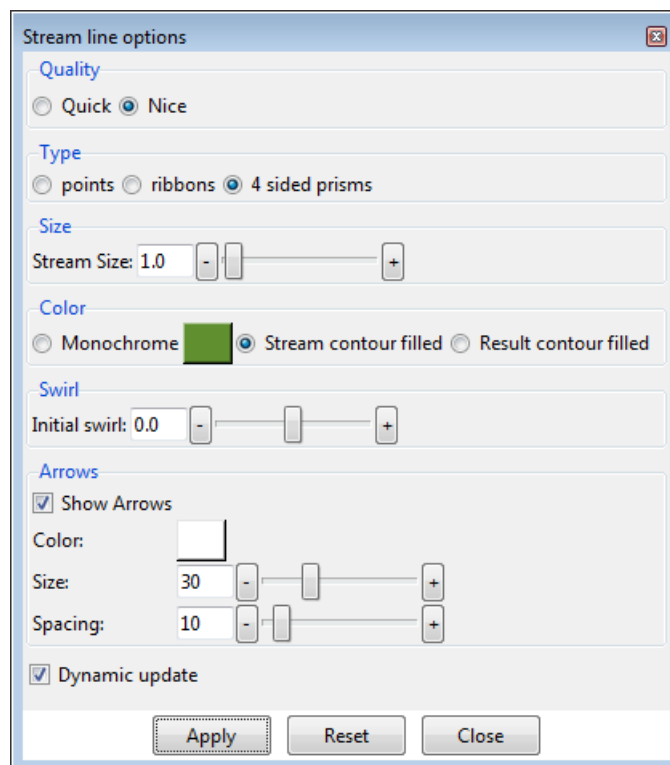 Stream line options
Quality
Quick Nice
Type
points ribbons 4 sided prisms
Size
Stream Size: 1.0 - +
Color
Monochrome Stream contour filled Result contour filled
Swirl
Initial swirl: 0.0 - +
Arrows
Show Arrows
Color:
Size: 30 - +
Spacing: 10 - +
Dynamic update
Apply Reset Close